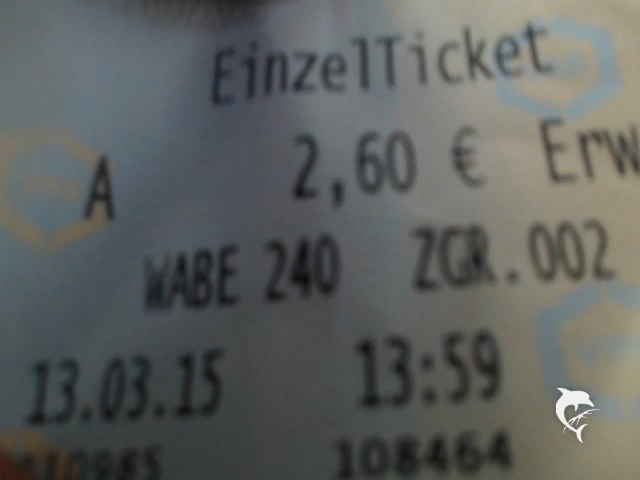 EinzelTicket
A 2,60 € Erw
WABE 240 ZGR.002
13.03.15 13:59
108464